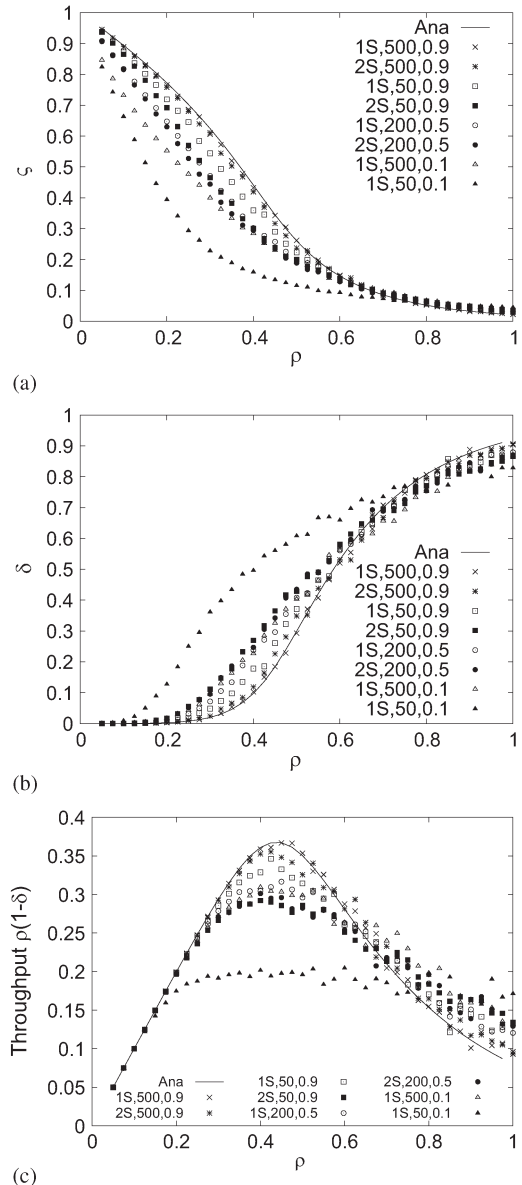 1
0.9
0.8
0.7
0.6
0.5
0.4
0.3
0.2
0.1
0
ς
Ana
1S,500,0.9
2S,500,0.9
1S,50,0.9
2S,50,0.9
1S,200,0.5
2S,200,0.5
1S,500,0.1
1S,50,0.1
0 0.2 0.4 0.6 0.8 1
ρ
(a)
1
0.9
0.8
0.7
0.6
0.5
0.4
0.3
0.2
0.1
0
δ
Ana
1S,500,0.9
2S,500,0.9
1S,50,0.9
2S,50,0.9
1S,200,0.5
2S,200,0.5
1S,500,0.1
1S,50,0.1
0 0.2 0.4 0.6 0.8 1
ρ
(b)
0.4
0.35
0.3
0.25
0.2
0.15
0.1
0.05
0
Throughput ρ(1-δ)
Ana 1S,50,0.9 2S,200,0.5
1S,500,0.9 2S,50,0.9 1S,500,0.1
2S,500,0.9 1S,200,0.5 1S,50,0.1
0 0.2 0.4 0.6 0.8 1
ρ
(c)